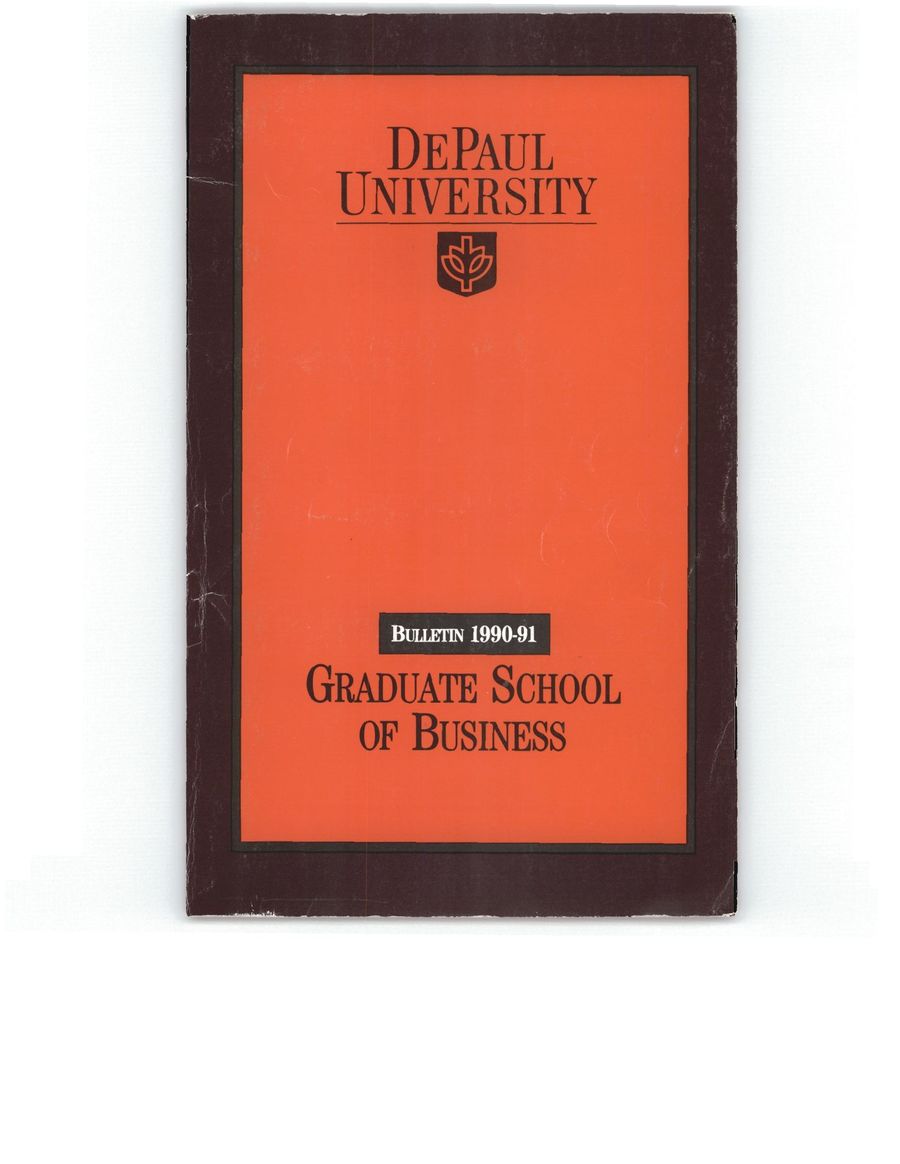 DEPAUL
UNIVERSITY
BULLETIN 1990-91
GRADUATE SCHOOL
OF BUSINESS